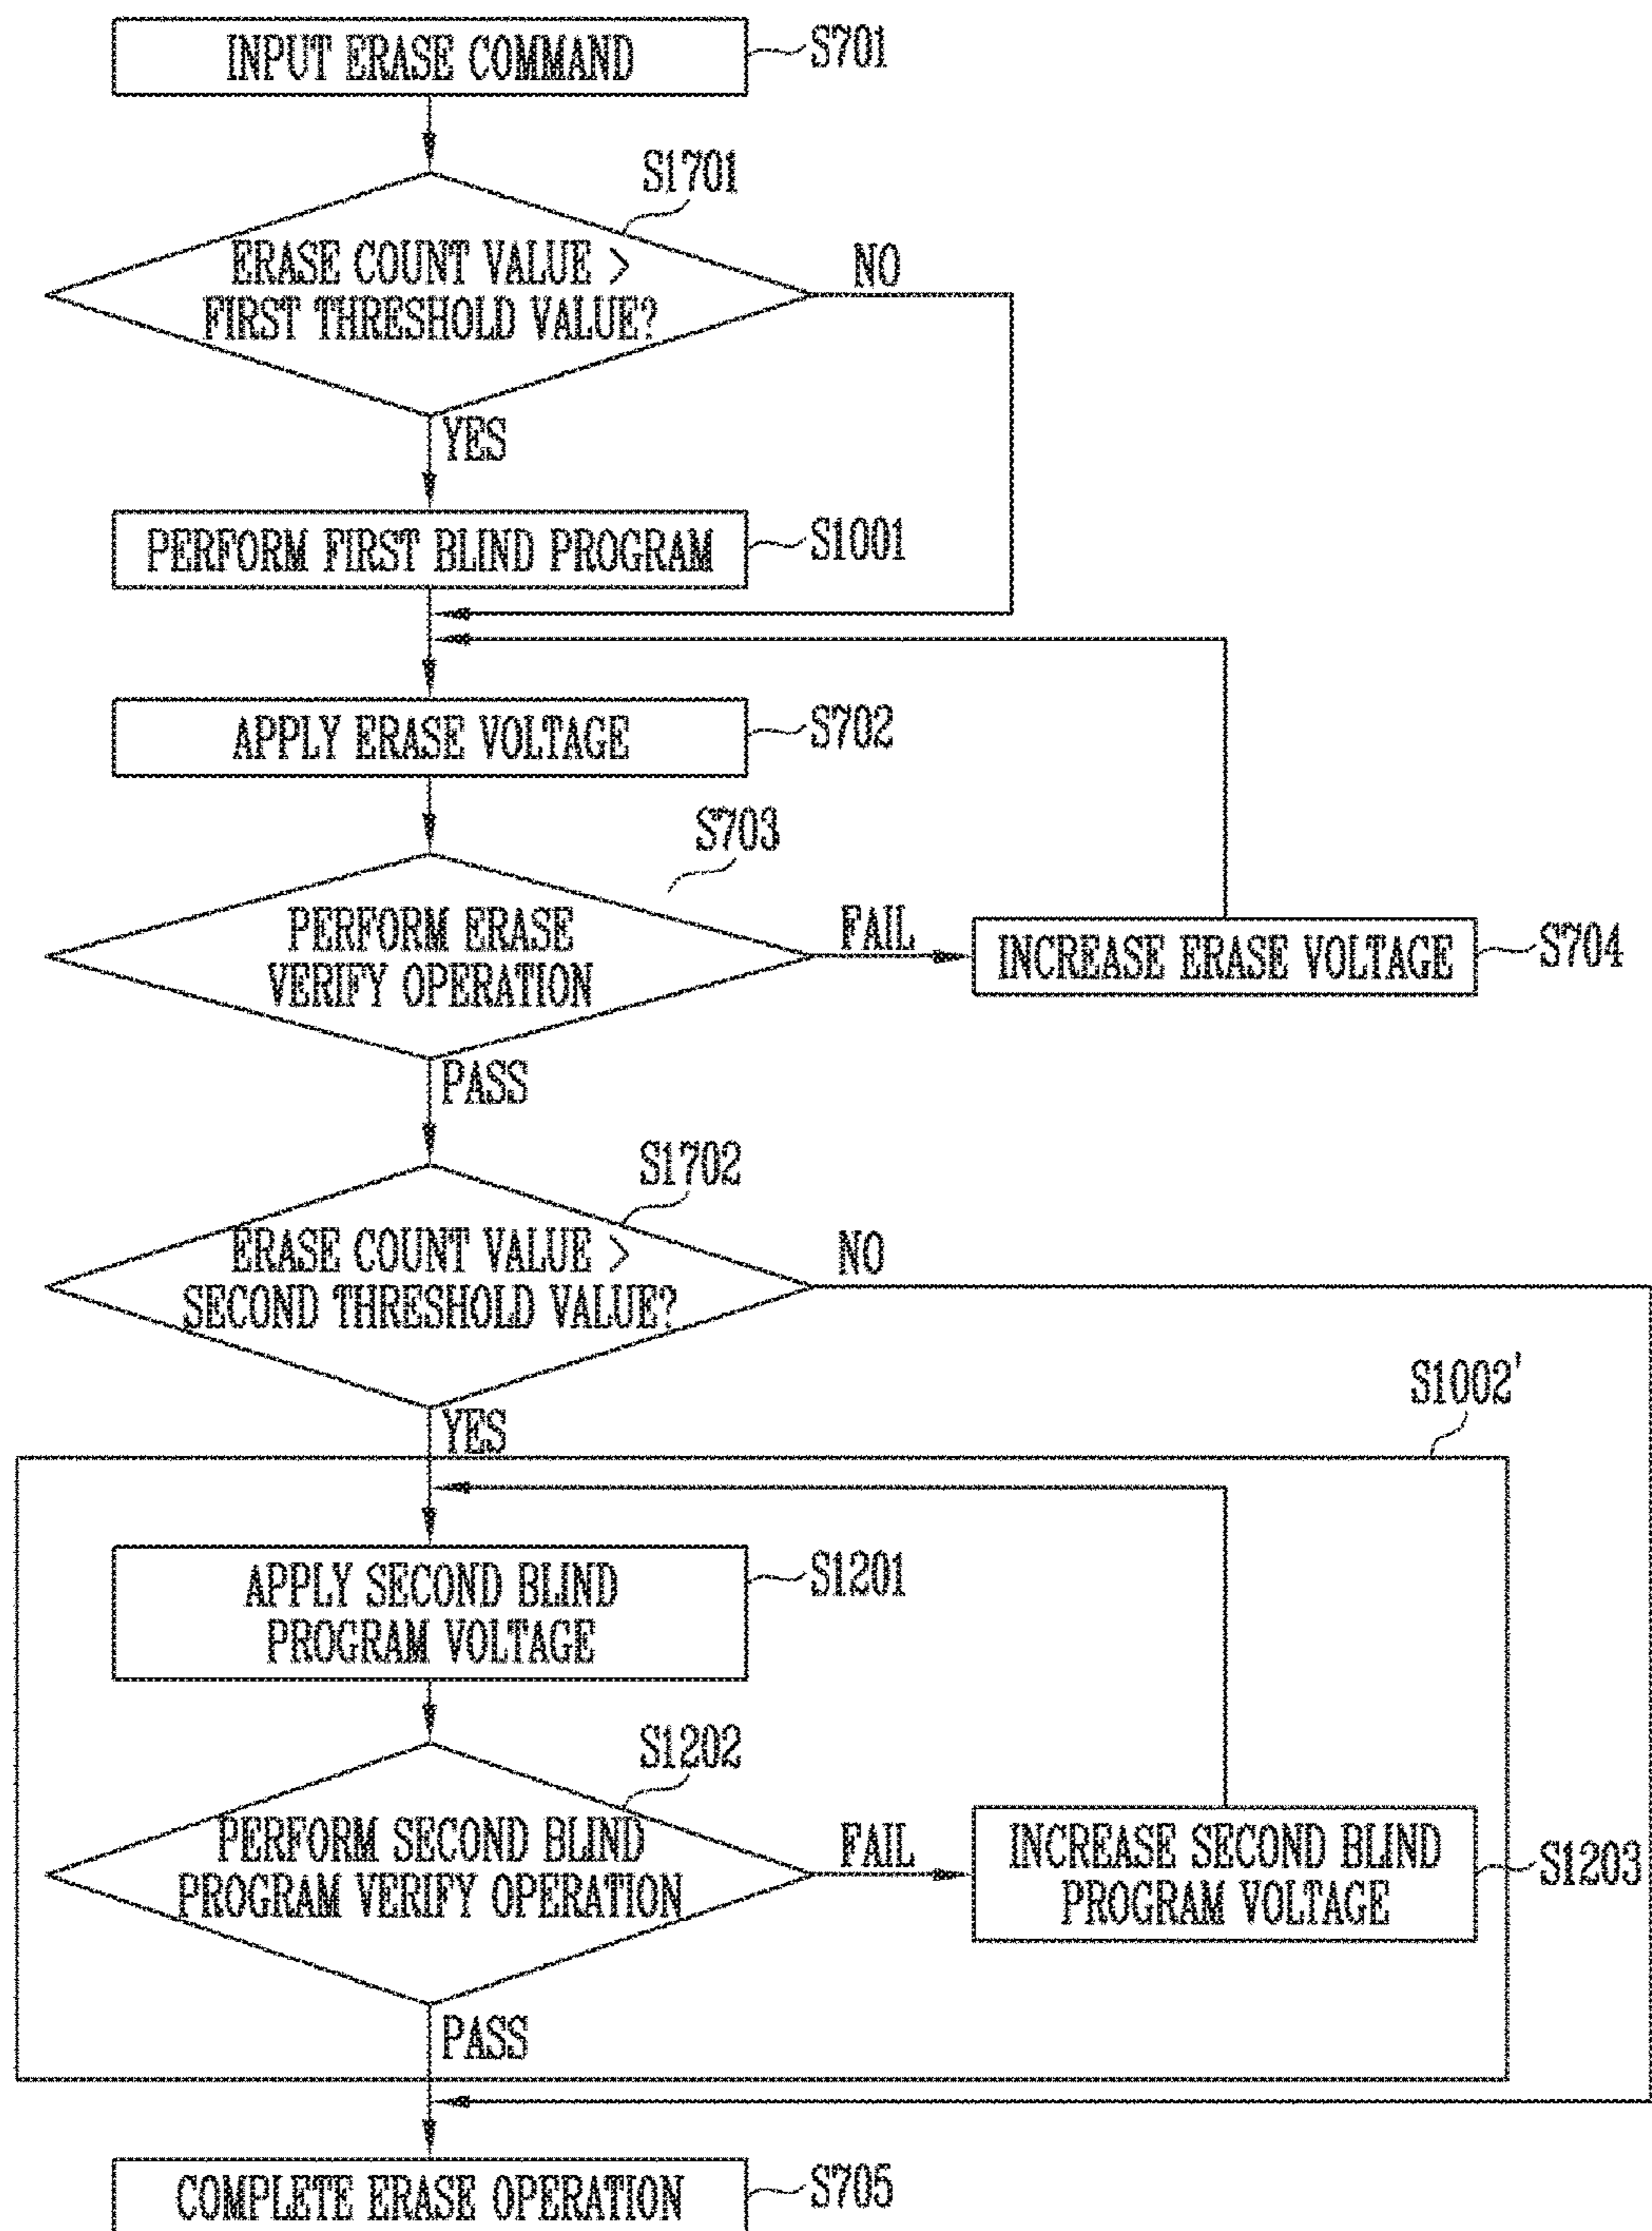 INPUT ERASE COMMAND
S701
S1701
ERASE COUNT VALUE >
FIRST THRESHOLD VALUE?
NO
YES
PERFORM FIRST BLIND PROGRAM
S1001
APPLY ERASE VOLTAGE
S702
S703
PERFORM ERASE
VERIFY OPERATION
FAIL
INCREASE ERASE VOLTAGE
S704
PASS
S1702
ERASE COUNT VALUE >
SECOND THRESHOLD VALUE?
NO
S1002'
YES
APPLY SECOND BLIND
PROGRAM VOLTAGE
S1201
S1202
PERFORM SECOND BLIND
PROGRAM VERIFY OPERATION
FAIL
INCREASE SECOND BLIND
PROGRAM VOLTAGE
S1203
PASS
COMPLETE ERASE OPERATION
S705